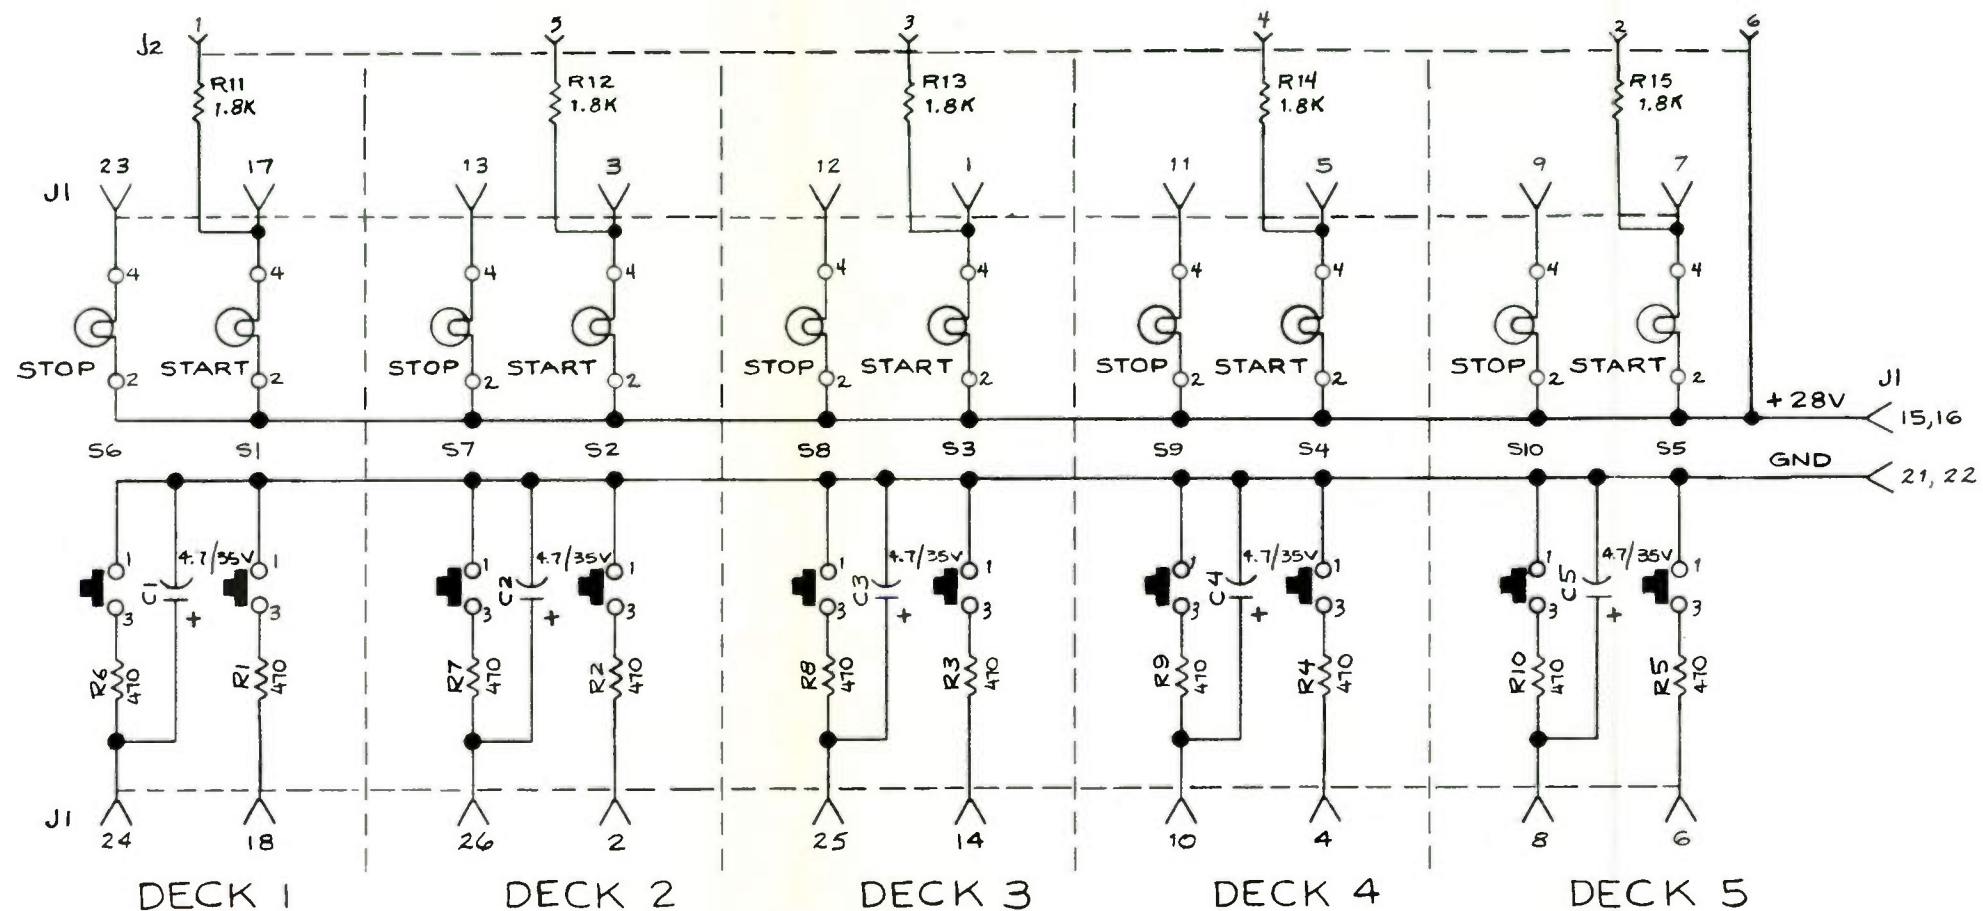 1 5 3 4 2 6
J2
R11 R12 R13 R14 R15
1.8K 1.8K 1.8K 1.8K 1.8K
23 17 13 3 12 1 11 5 9 7
J1
4 4 4 4 4 4 4 4 4 4
STOP START STOP START STOP START STOP START STOP START
2 2 2 2 2 2 2 2 2 2
J1
+28V 15,16
S6 S1 S7 S2 S8 S3 S9 S4 S10 S5
GND 21, 22
1 4.7/35V 1 1 4.7/35V 1 1 4.7/35V 1 1 4.7/35V 1 1 4.7/35V 1
C1 C2 C3 C4 C5
3 + 3 3 + 3 3 + 3 3 + 3 3 + 3
R6 470 R1 470 R7 470 R2 470 R8 470 R3 470 R9 470 R4 470 R10 470 R5 470
J1
24 18 26 2 25 14 10 4 8 6
DECK 1 DECK 2 DECK 3 DECK 4 DECK 5